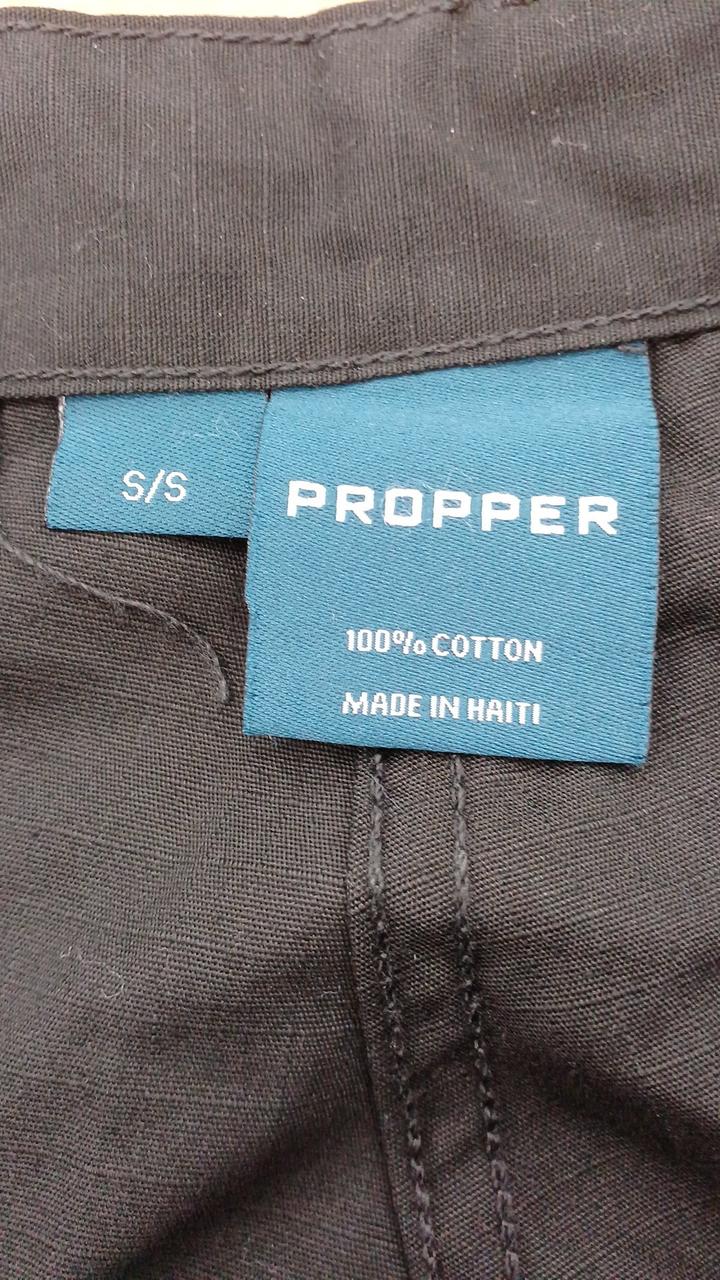 S/S
PROPPER
100% COTTON
MADE IN HAITI